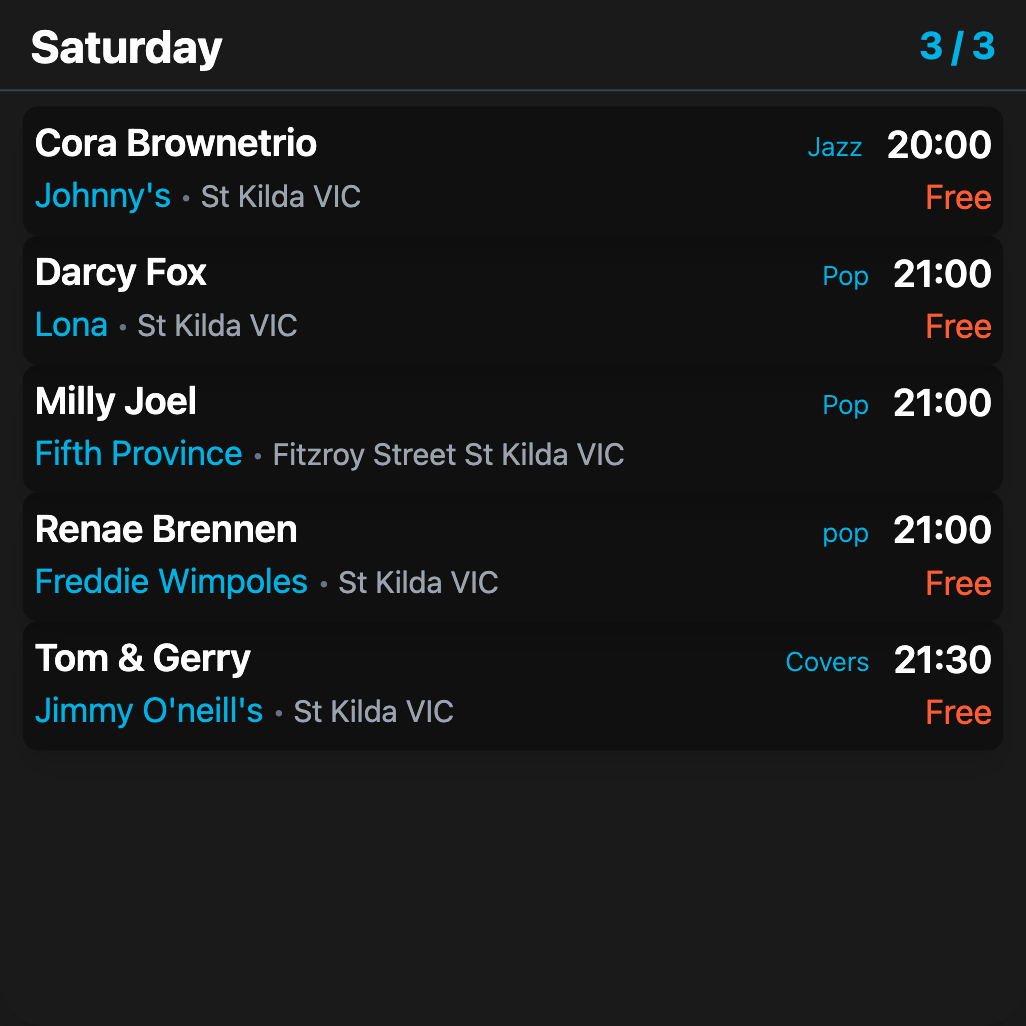 Saturday 3 / 3
Cora Brownetrio Jazz 20:00
Johnny's • St Kilda VIC Free
Darcy Fox Pop 21:00
Lona • St Kilda VIC Free
Milly Joel Pop 21:00
Fifth Province • Fitzroy Street St Kilda VIC
Renae Brennen pop 21:00
Freddie Wimpoles • St Kilda VIC Free
Tom & Gerry Covers 21:30
Jimmy O'neill's • St Kilda VIC Free